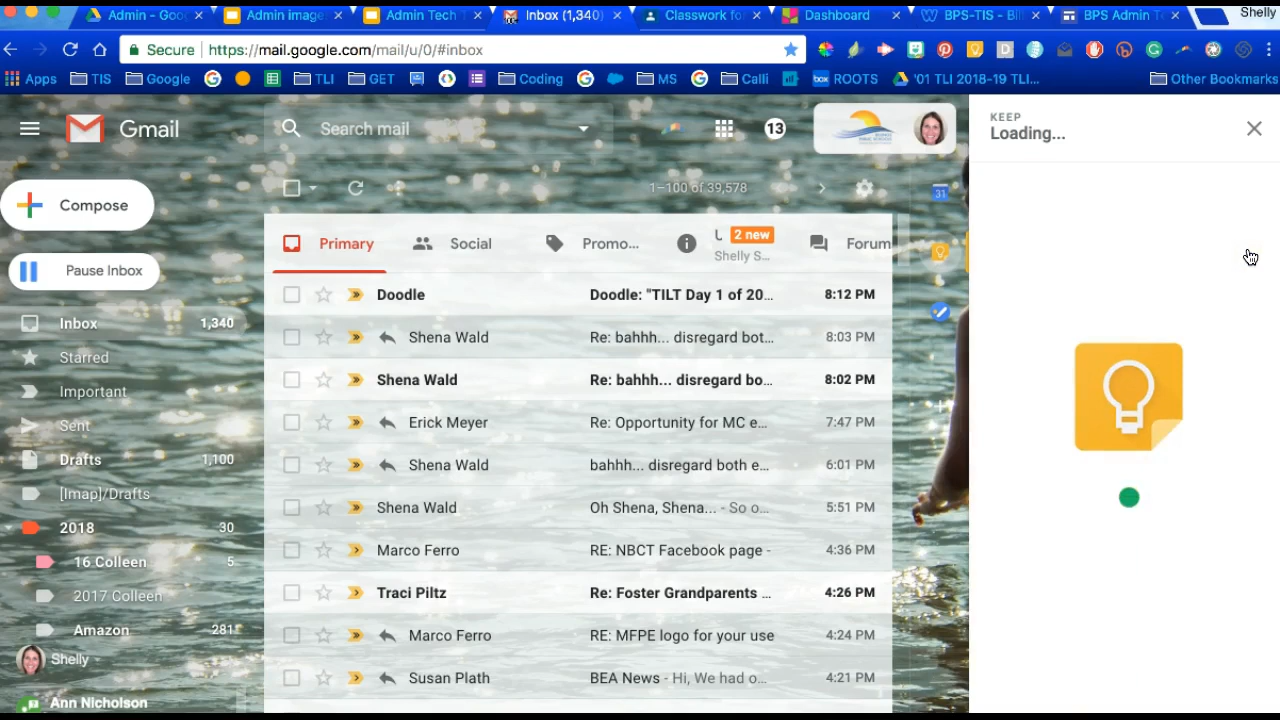 Admin - Goo
Admin image
Admin Tech T
Inbox (1,340)
Classwork fo
Dashboard
BPS-TIS - Bil
BPS Admin Te
Shelly
Secure
https://mail.google.com/mail/u/0/#inbox
Apps
TIS
Google
TLI
GET
Coding
MS
Calli
box
ROOTS
'01 TLI 2018-19 TLI...
Other Bookmarks
Gmail
Search mail
13
KEEP
Loading...
1–100 of 39,578
31
Compose
Pause Inbox
Primary
Social
Promo...
2 new
Shelly S...
Forum
Inbox 1,340
Starred
Important
Sent
Drafts 1,100
[Imap]/Drafts
2018 30
16 Colleen 5
2017 Colleen
Amazon 281
Shelly
Ann Nicholson
Doodle Doodle: "TILT Day 1 of 20... 8:12 PM
Shena Wald Re: bahhh... disregard bot... 8:03 PM
Shena Wald Re: bahhh... disregard bo... 8:02 PM
Erick Meyer Re: Opportunity for MC e... 7:47 PM
Shena Wald bahhh... disregard both e... 6:01 PM
Shena Wald Oh Shena, Shena... - So o... 5:51 PM
Marco Ferro RE: NBCT Facebook page - 4:36 PM
Traci Piltz Re: Foster Grandparents ... 4:26 PM
Marco Ferro RE: MFPE logo for your use 4:24 PM
Susan Plath BEA News - Hi, We had o... 4:21 PM